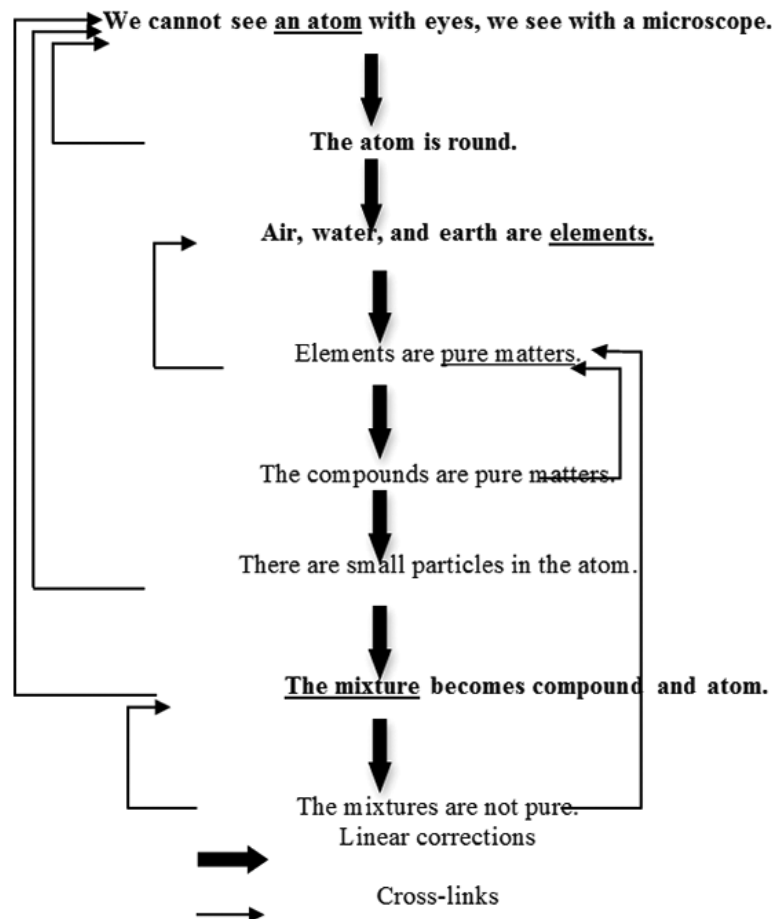 We cannot see an atom with eyes, we see with a microscope.
The atom is round.
Air, water, and earth are elements.
Elements are pure matters.
The compounds are pure matters.
There are small particles in the atom.
The mixture becomes compound and atom.
The mixtures are not pure.
Linear corrections
Cross-links